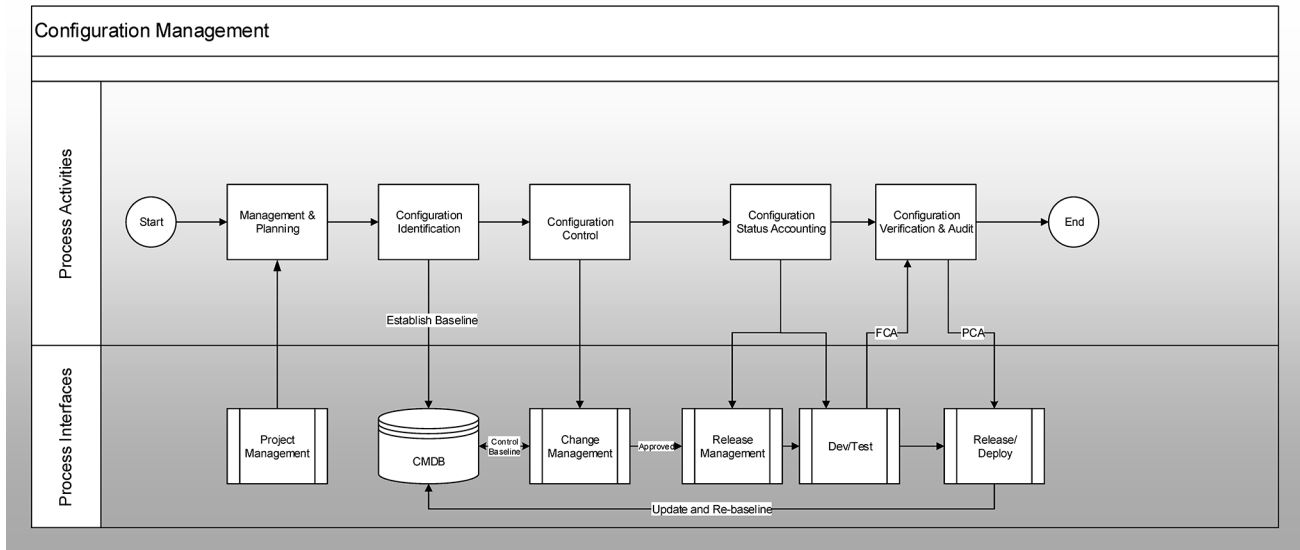 Configuration Management
Process Activities
Start
Management &
Planning
Configuration
Identification
Configuration
Control
Configuration
Status Accounting
Configuration
Verification & Audit
End
Establish Baseline
FCA
PCA
Process Interfaces
Project
Management
CMDB
Control
Baseline
Change
Management
Approved
Release
Management
Dev/Test
Release/
Deploy
Update and Re-baseline